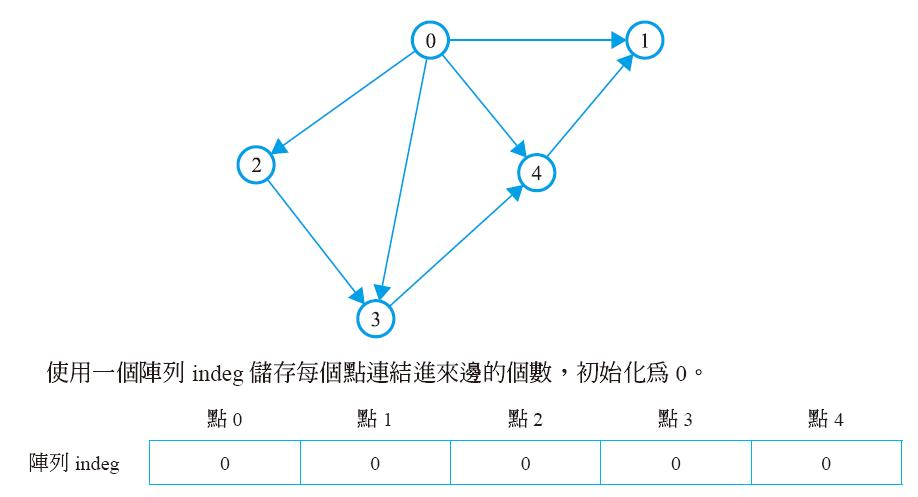 0
1
2
4
3
使用一個陣列 indeg 儲存每個點連結進來邊的個數，初始化爲 0。
點 0 點 1 點 2 點 3 點 4
陣列 indeg 0 0 0 0 0